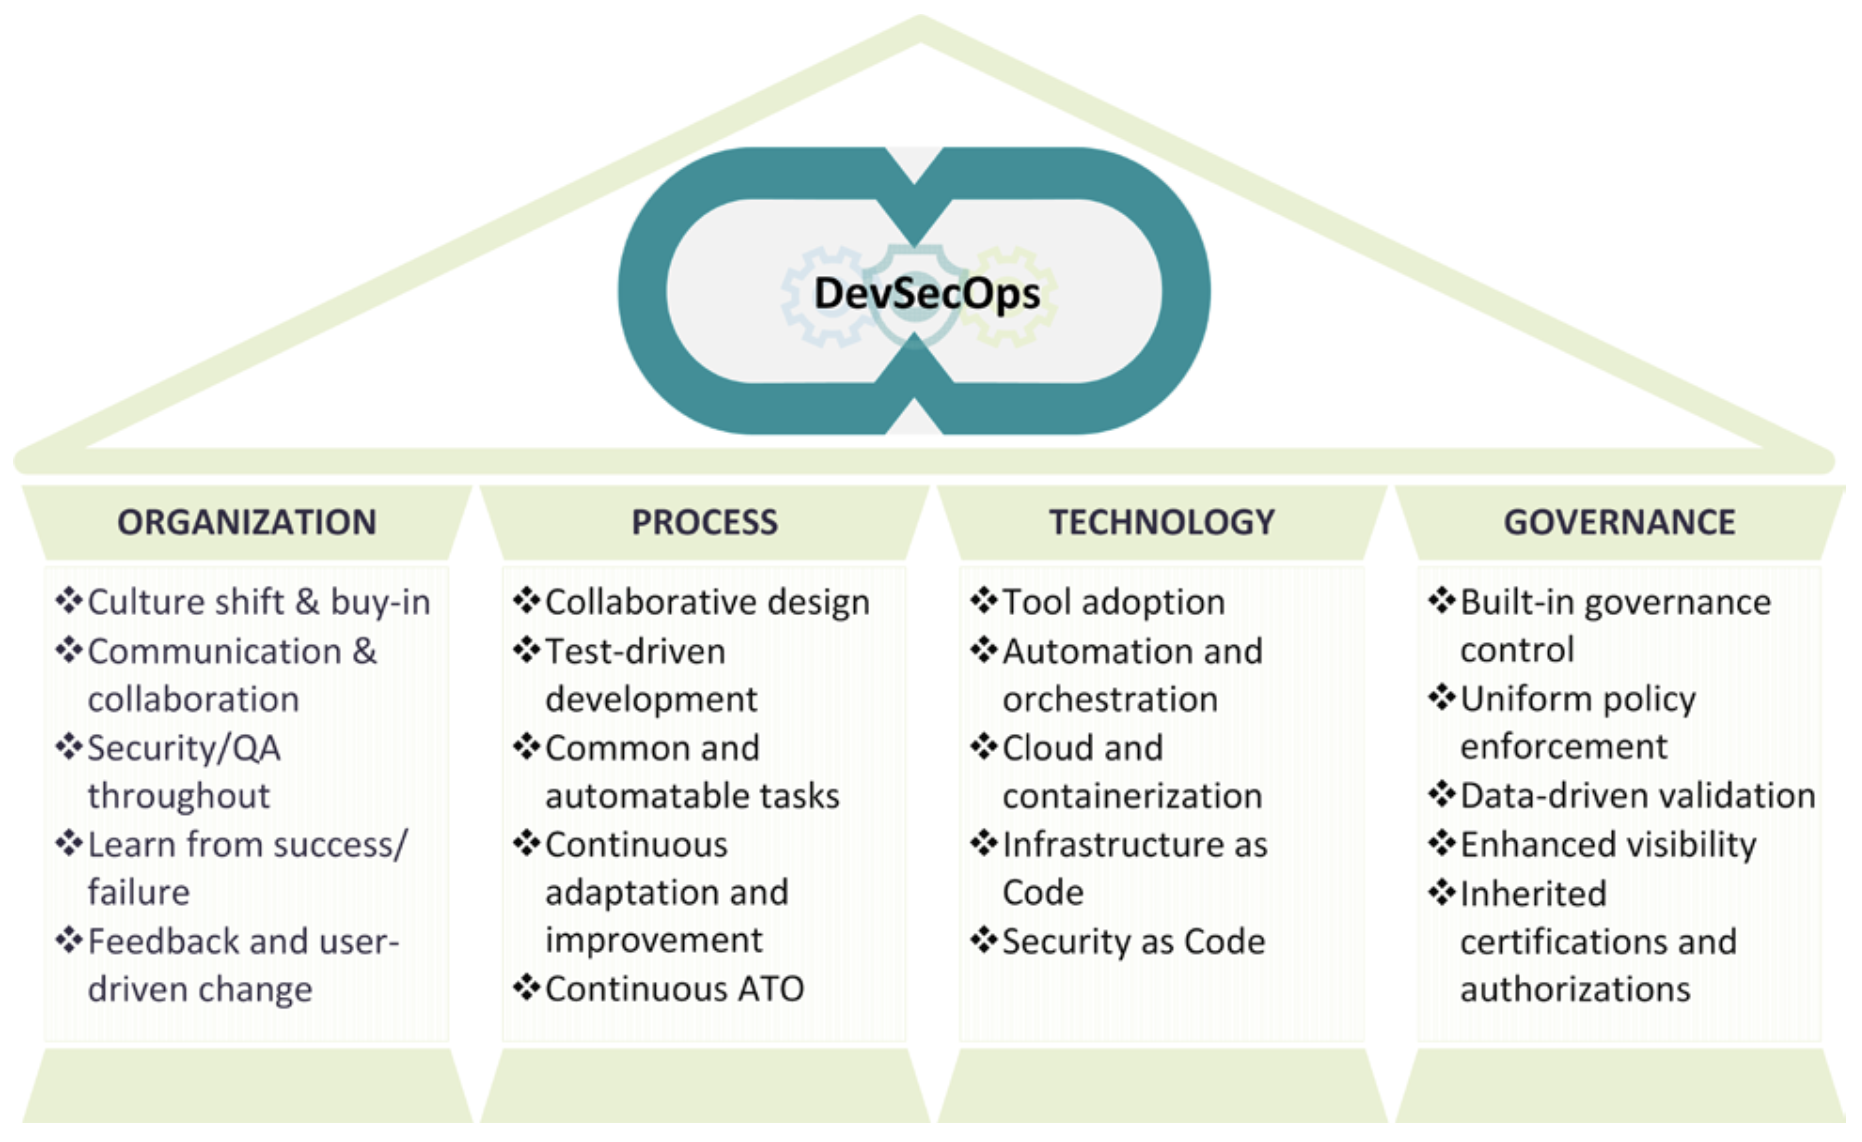 DevSecOps
ORGANIZATION
❖Culture shift & buy-in
❖Communication &
collaboration
❖Security/QA
throughout
❖Learn from success/
failure
❖Feedback and user-
driven change
PROCESS
❖Collaborative design
❖Test-driven
development
❖Common and
automatable tasks
❖Continuous
adaptation and
improvement
❖Continuous ATO
TECHNOLOGY
❖Tool adoption
❖Automation and
orchestration
❖Cloud and
containerization
❖Infrastructure as
Code
❖Security as Code
GOVERNANCE
❖Built-in governance
control
❖Uniform policy
enforcement
❖Data-driven validation
❖Enhanced visibility
❖Inherited
certifications and
authorizations